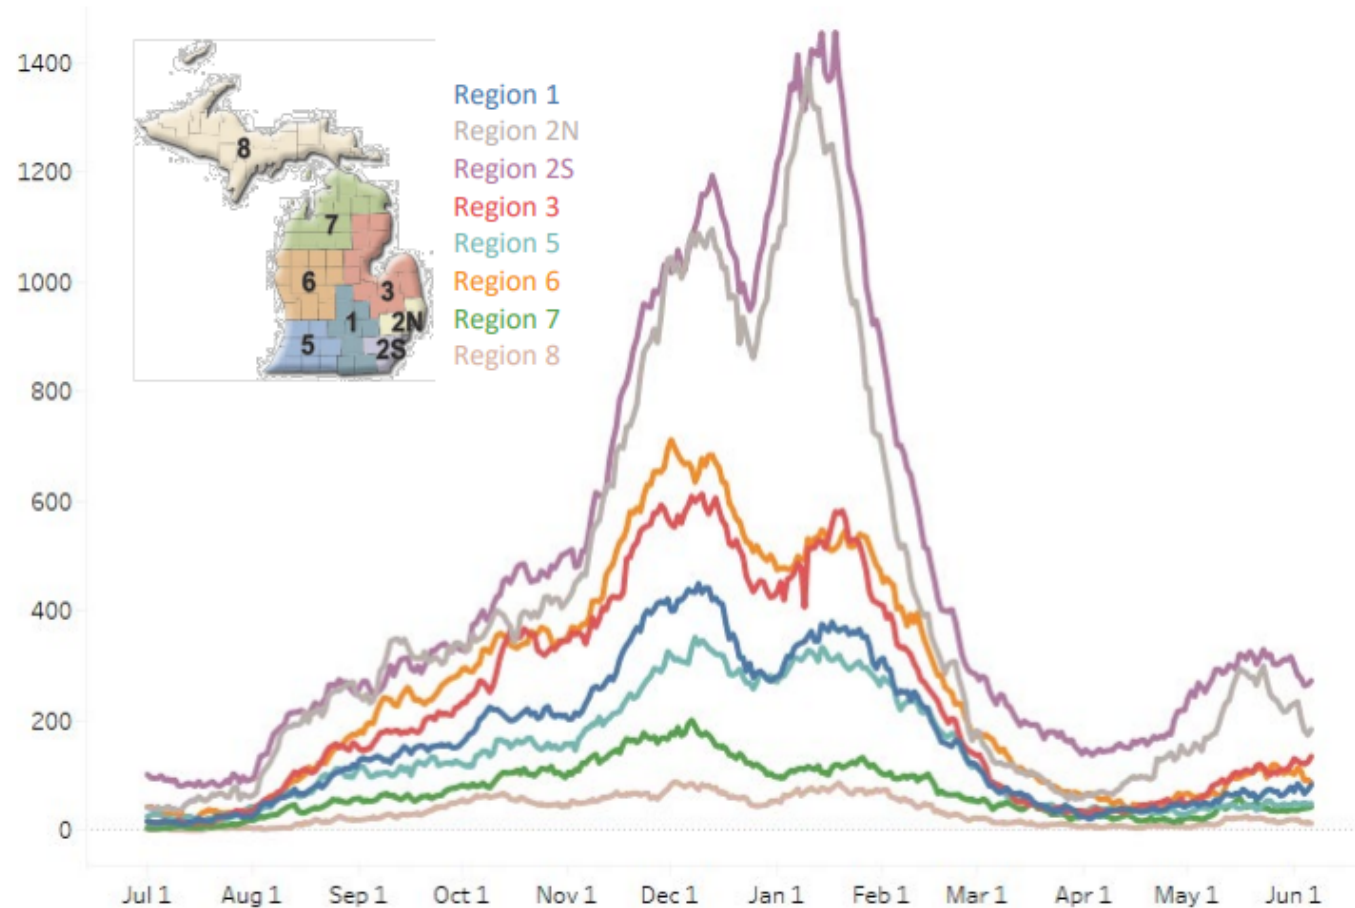 1400
1200
1000
800
600
400
200
0
8
7
6
3
1
2N
5
2S
Region 1
Region 2N
Region 2S
Region 3
Region 5
Region 6
Region 7
Region 8
Jul 1 Aug 1 Sep 1 Oct 1 Nov 1 Dec 1 Jan 1 Feb 1 Mar 1 Apr 1 May 1 Jun 1